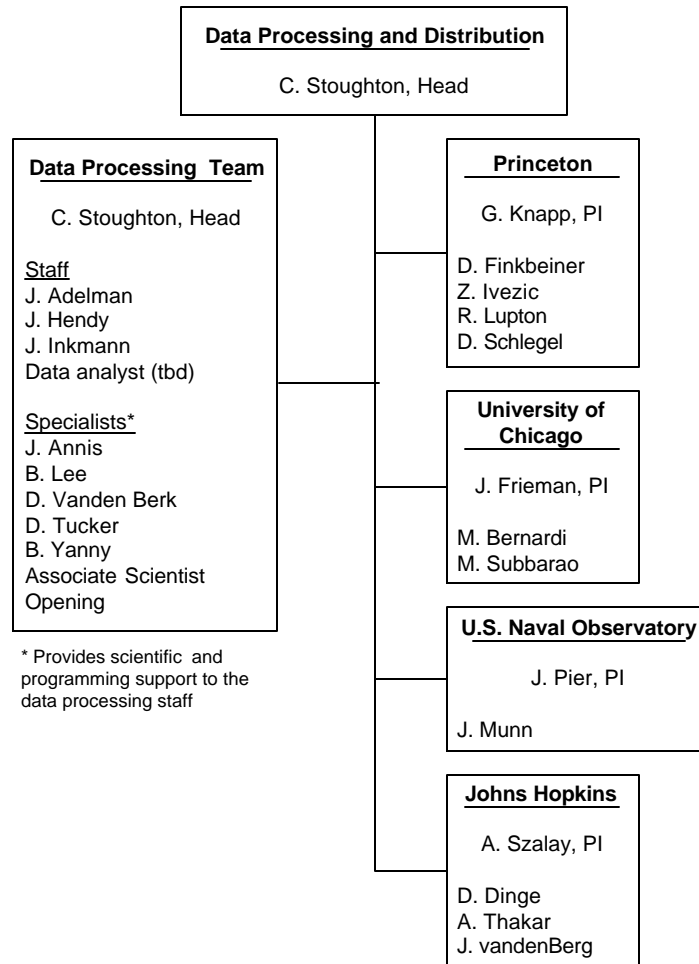 Data Processing and Distribution
C. Stoughton, Head
Data Processing Team
C. Stoughton, Head
Staff
J. Adelman
J. Hendy
J. Inkmann
Data analyst (tbd)
Specialists*
J. Annis
B. Lee
D. Vanden Berk
D. Tucker
B. Yanny
Associate Scientist
Opening
* Provides scientific and
programming support to the
data processing staff
Princeton
G. Knapp, PI
D. Finkbeiner
Z. Ivezic
R. Lupton
D. Schlegel
University of
Chicago
J. Frieman, PI
M. Bernardi
M. Subbarao
U.S. Naval Observatory
J. Pier, PI
J. Munn
Johns Hopkins
A. Szalay, PI
D. Dinge
A. Thakar
J. vandenBerg